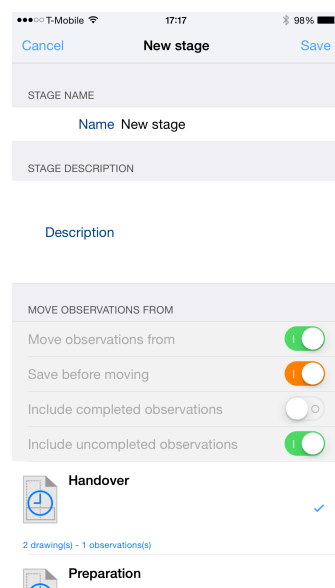 T-Mobile 17:17 98%
Cancel New stage Save
STAGE NAME
Name New stage
STAGE DESCRIPTION
Description
MOVE OBSERVATIONS FROM
Move observations from
Save before moving
Include completed observations
Include uncompleted observations
Handover
2 drawing(s) - 1 observations(s)
Preparation